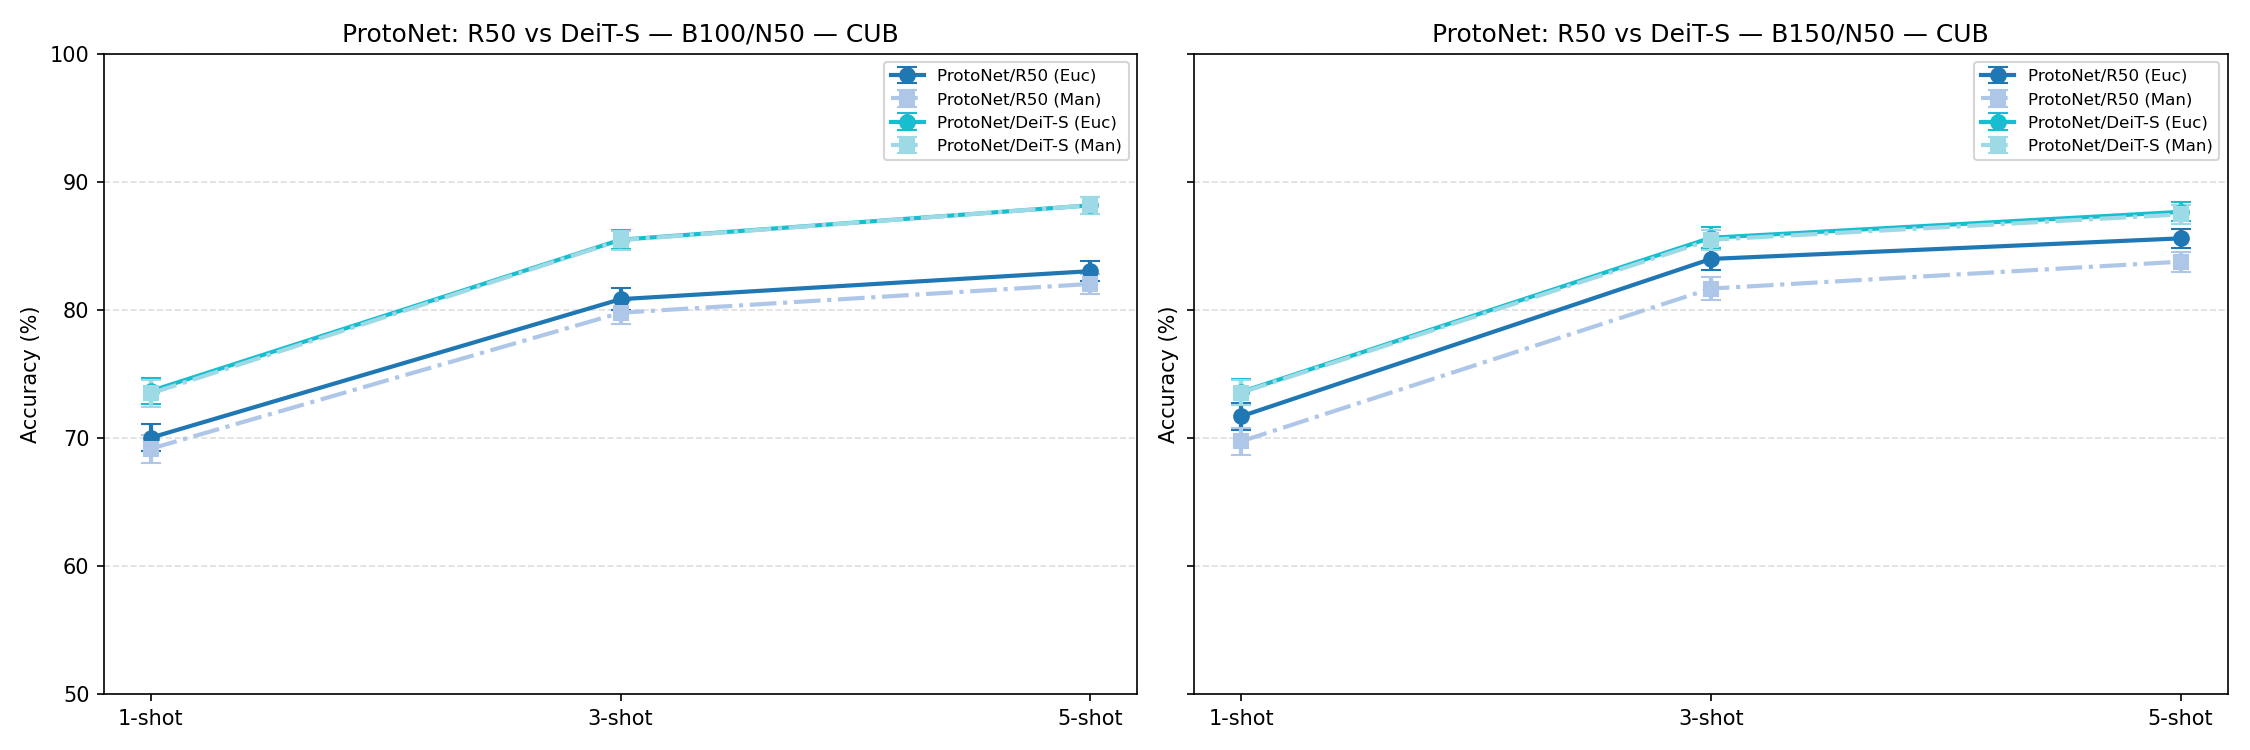 ProtoNet: R50 vs DeiT-S — B100/N50 — CUB
Accuracy (%)
100
90
80
70
60
50
1-shot
3-shot
5-shot
ProtoNet/R50 (Euc)
ProtoNet/R50 (Man)
ProtoNet/DeiT-S (Euc)
ProtoNet/DeiT-S (Man)
ProtoNet: R50 vs DeiT-S — B150/N50 — CUB
Accuracy (%)
1-shot
3-shot
5-shot
ProtoNet/R50 (Euc)
ProtoNet/R50 (Man)
ProtoNet/DeiT-S (Euc)
ProtoNet/DeiT-S (Man)